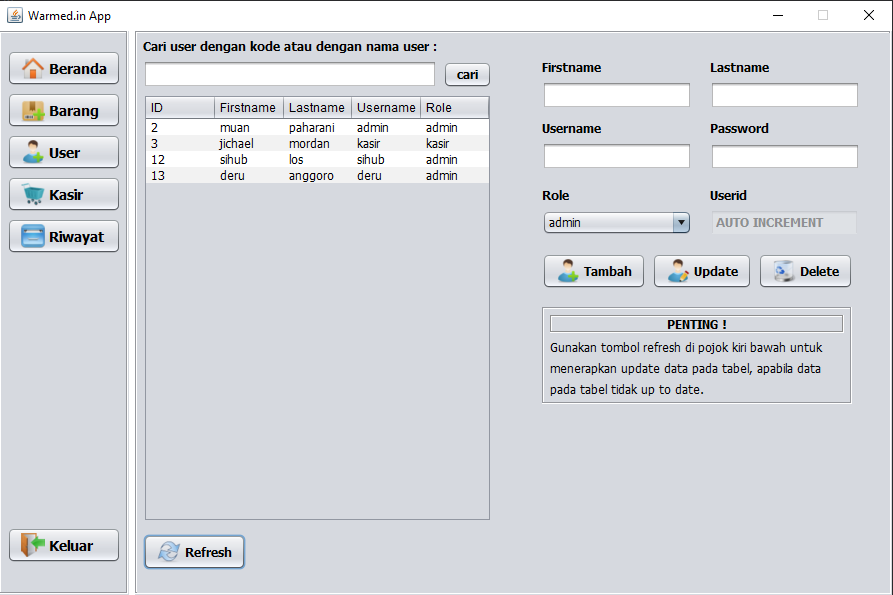 Warmed.in App
Beranda
Barang
User
Kasir
Riwayat
Keluar
Cari user dengan kode atau dengan nama user :
cari
ID Firstname Lastname Username Role
2 muan paharani admin admin
3 jichael mordan kasir kasir
12 sihub los sihub admin
13 deru anggoro deru admin
Refresh
Firstname Lastname
Username Password
Role Userid
admin AUTO INCREMENT
Tambah Update Delete
PENTING !
Gunakan tombol refresh di pojok kiri bawah untuk
menerapkan update data pada tabel, apabila data
pada tabel tidak up to date.